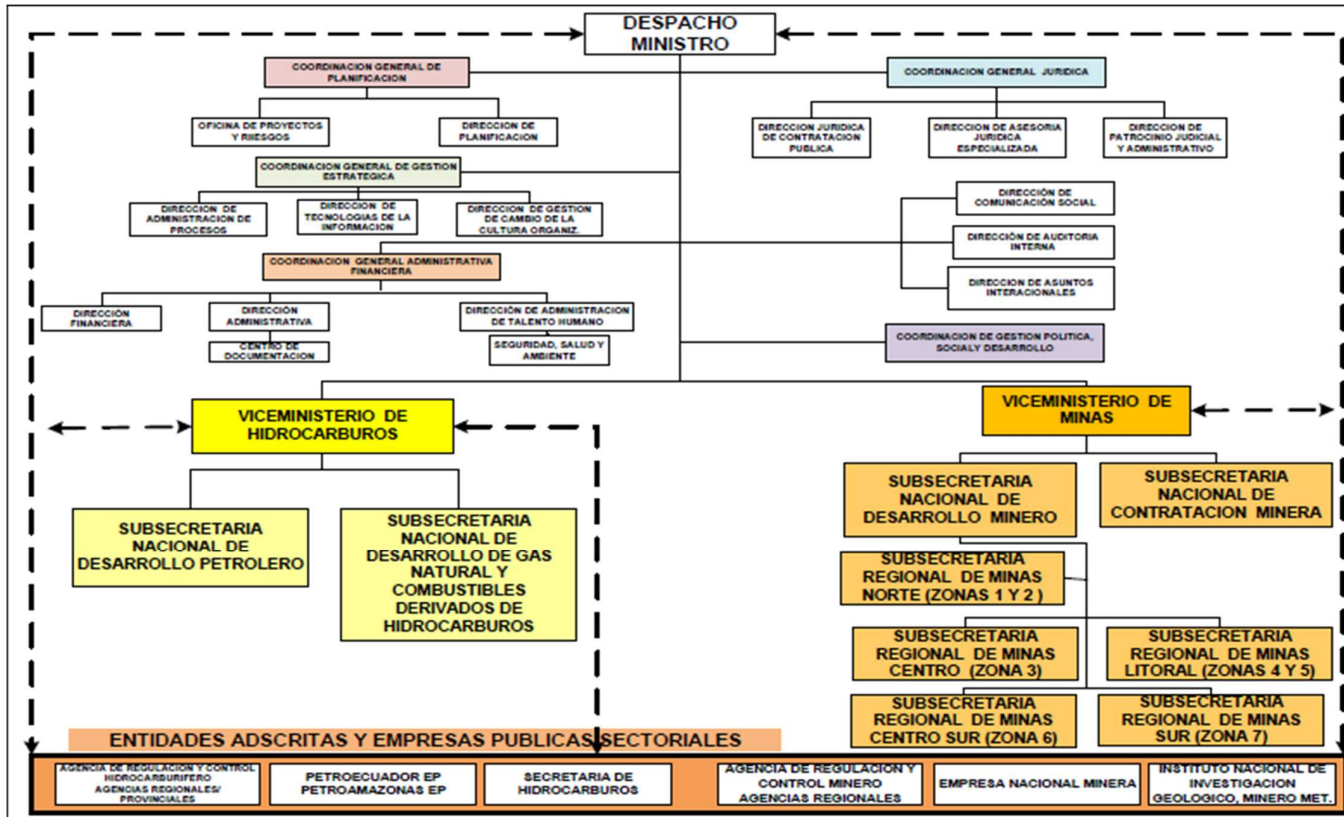 DESPACHO
MINISTRO
COORDINACION GENERAL DE
PLANIFICACION
COORDINACION GENERAL JURIDICA
OFICINA DE PROYECTOS
Y RIIESGOS
DIRECCION DE
PLANIFICACION
DIRECCION JURIDICA
DE CONTRATACION
PUBLICA
DIRECCION DE ASESORIA
JURIDICA
ESPECIALIZADA
DIRECCION DE
PATROCINIO JUDICIAL
Y ADMINISTRATIVO
COORDINACION GENERAL DE GESTION
ESTRATEGICA
DIRECCION DE
ADMINISTRACION DE
PROCESOS
DIRECCION DE
TECNOLOGIAS DE LA
INFORMACION
DIRECCION DE GESTION
DE CAMBIO DE LA
CULTURA ORGANIZ.
DIRECCIÓN DE
COMUNICACIÓN SOCIAL
DIRECCIÓN DE AUDITORIA
INTERNA
DIRECCION DE ASUNTOS
INTERACIONALES
COORDINACION GENERAL ADMINISTRATIVA
FINANCIERA
DIRECCIÓN
FINANCIERA
DIRECCIÓN
ADMINISTRATIVA
CENTRO DE
DOCUMENTACION
DIRECCIÓN DE ADMINISTRACION
DE TALENTO HUMANO
SEGURIDAD, SALUD Y
AMBIENTE
COORDINACION DE GESTION POLITICA,
SOCIALY DESARROLLO
VICEMINISTERIO DE
HIDROCARBUROS
VICEMINISTERIO DE
MINAS
SUBSECRETARIA
NACIONAL DE
DESARROLLO PETROLERO
SUBSECRETARIA
NACIONAL DE
DESARROLLO DE GAS
NATURAL Y
COMBUSTIBLES
DERIVADOS DE
HIDROCARBUROS
SUBSECRETARIA
NACIONAL DE
DESARROLLO MINERO
SUBSECRETARIA
NACIONAL DE
CONTRATACION MINERA
SUBSECRETARIA
REGIONAL DE MINAS
NORTE (ZONAS 1 Y 2 )
SUBSECRETARIA
REGIONAL DE MINAS
CENTRO (ZONA 3)
SUBSECRETARIA
REGIONAL DE MINAS
LITORAL (ZONAS 4 Y 5)
SUBSECRETARIA
REGIONAL DE MINAS
CENTRO SUR (ZONA 6)
SUBSECRETARIA
REGIONAL DE MINAS
SUR (ZONA 7)
ENTIDADES ADSCRITAS Y EMPRESAS PUBLICAS SECTORIALES
AGENCIA DE REGULACION Y CONTROL
HIDROCARBURIFERO
AGENCIAS REGIONALES/
PROVINCIALES
PETROECUADOR EP
PETROAMAZONAS EP
SECRETARIA DE
HIDROCARBUROS
AGENCIA DE REGULACION Y
CONTROL MINERO
AGENCIAS REGIONALES
EMPRESA NACIONAL MINERA
INSTITUTO NACIONAL DE
INVESTIGACION
GEOLOGICO, MINERO MET.